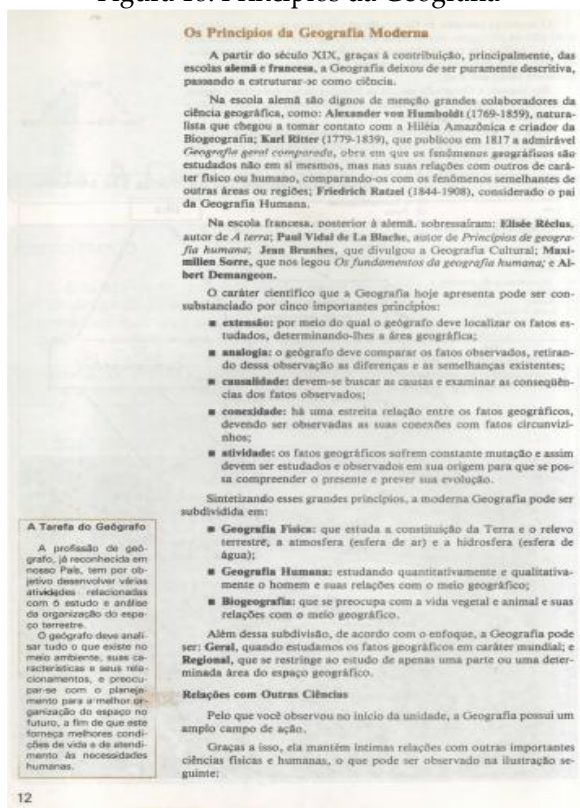 Figura 18: Princípios da Geografia
Os Princípios da Geografia Moderna
A partir do século XIX, graças à contribuição, principalmente, das
escolas alemã e francesa, a Geografia deixou de ser puramente descritiva,
passando a estruturar-se como ciência.
Na escola alemã são dignos de menção grandes colaboradores da
ciência geográfica, como: Alexander von Humboldt (1769-1859), natura-
lista que chegou a tomar contato com a Hiléia Amazônica e criador da
Biogeografia; Karl Ritter (1779-1839), que publicou em 1817 a admirável
Geografia geral comparada, obra em que os fenômenos geográficos são
estudados não em si mesmos, mas nas suas relações com outros de cará-
ter físico ou humano, comparando-os com os fenômenos semelhantes de
outras áreas ou regiões; Friedrich Ratzel (1844-1908), considerado o pai
da Geografia Humana.
Na escola francesa, posterior à alemã, sobressaíram: Elisée Réclus,
autor de A terra; Paul Vidal de La Blache, autor de Princípios de geogra-
fia humana; Jean Brunhes, que divulgou a Geografia Cultural; Maxi-
milien Sorre, que nos legou Os fundamentos da geografia humana; e Al-
bert Demangeon.
O caráter científico que a Geografia hoje apresenta pode ser con-
substanciado por cinco importantes princípios:
■ extensão: por meio do qual o geógrafo deve localizar os fatos es-
tudados, determinando-lhes a área geográfica;
■ analogia: o geógrafo deve comparar os fatos observados, retiran-
do dessa observação as diferenças e as semelhanças existentes;
■ causalidade: devem-se buscar as causas e examinar as conseqüên-
cias dos fatos observados;
■ conexidade: há uma estreita relação entre os fatos geográficos,
devendo ser observadas as suas conexões com fatos circunvizi-
nhos;
■ atividade: os fatos geográficos sofrem constante mutação e assim
devem ser estudados e observados em sua origem para que se pos-
sa compreender o presente e prever sua evolução.
Sintetizando esses grandes princípios, a moderna Geografia pode ser
subdividida em:
■ Geografia Física: que estuda a constituição da Terra e o relevo
terrestre, a atmosfera (esfera de ar) e a hidrosfera (esfera de
água);
■ Geografia Humana: estudando quantitativamente e qualitativa-
mente o homem e suas relações com o meio geográfico;
■ Biogeografia: que se preocupa com a vida vegetal e animal e suas
relações com o meio geográfico.
Além dessa subdivisão, de acordo com o enfoque, a Geografia pode
ser: Geral, quando estudamos os fatos geográficos em caráter mundial; e
Regional, que se restringe ao estudo de apenas uma parte ou uma deter-
minada área do espaço geográfico.
Relações com Outras Ciências
Pelo que você observou no início da unidade, a Geografia possui um
amplo campo de ação.
Graças a isso, ela mantém íntimas relações com outras importantes
ciências físicas e humanas, o que pode ser observado na ilustração se-
guinte:
A Tarefa do Geógrafo
A profissão de geó-
grafo, já reconhecida em
nosso País, tem por ob-
jetivo desenvolver várias
atividades relacionadas
com o estudo e análise
da organização do espa-
ço terrestre.
O geógrafo deve anali-
sar tudo o que existe no
meio ambiente, suas ca-
racterísticas e seus rela-
cionamentos, e preocu-
par-se com o planeja-
mento para a melhor or-
ganização do espaço no
futuro, a fim de que este
forneça melhores condi-
ções de vida e de atendi-
mento às necessidades
humanas.
12